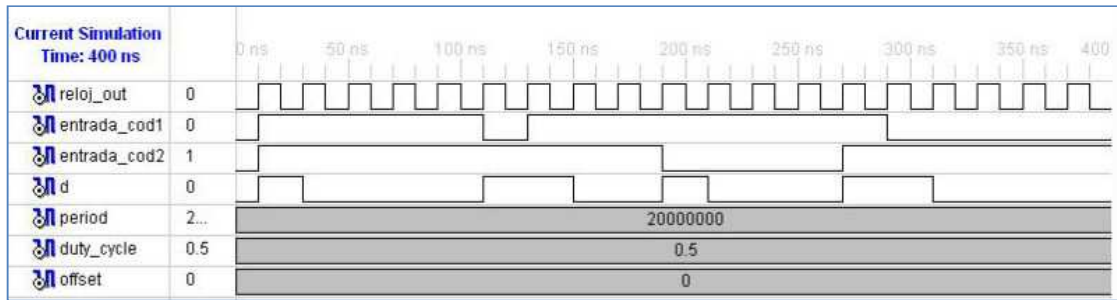 Current Simulation
Time: 400 ns
0 ns 50 ns 100 ns 150 ns 200 ns 250 ns 300 ns 350 ns 400
reloj_out 0
entrada_cod1 0
entrada_cod2 1
d 0
period 2... 20000000
duty_cycle 0.5 0.5
offset 0 0